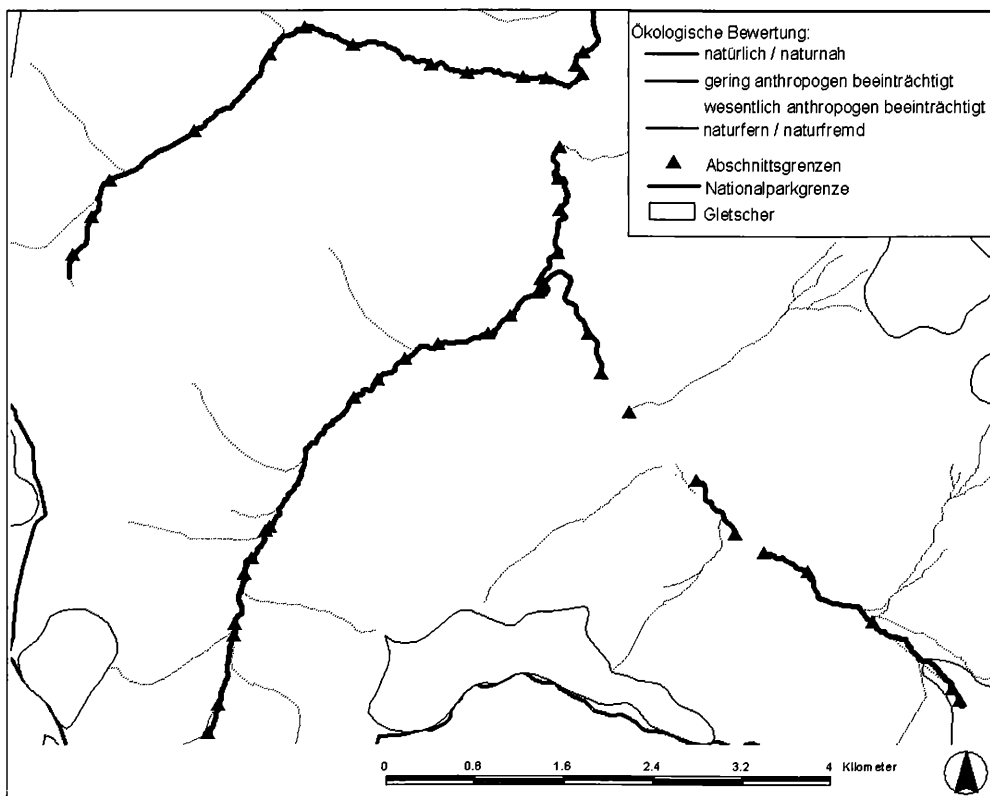 Ökologische Bewertung:
natürlich / naturnah
gering anthropogen beeinträchtigt
wesentlich anthropogen beeinträchtigt
naturfern / naturfremd
Abschnittsgrenzen
Nationalparkgrenze
Gletscher
0 0.8 1.6 2.4 3.2 4 Kilometer